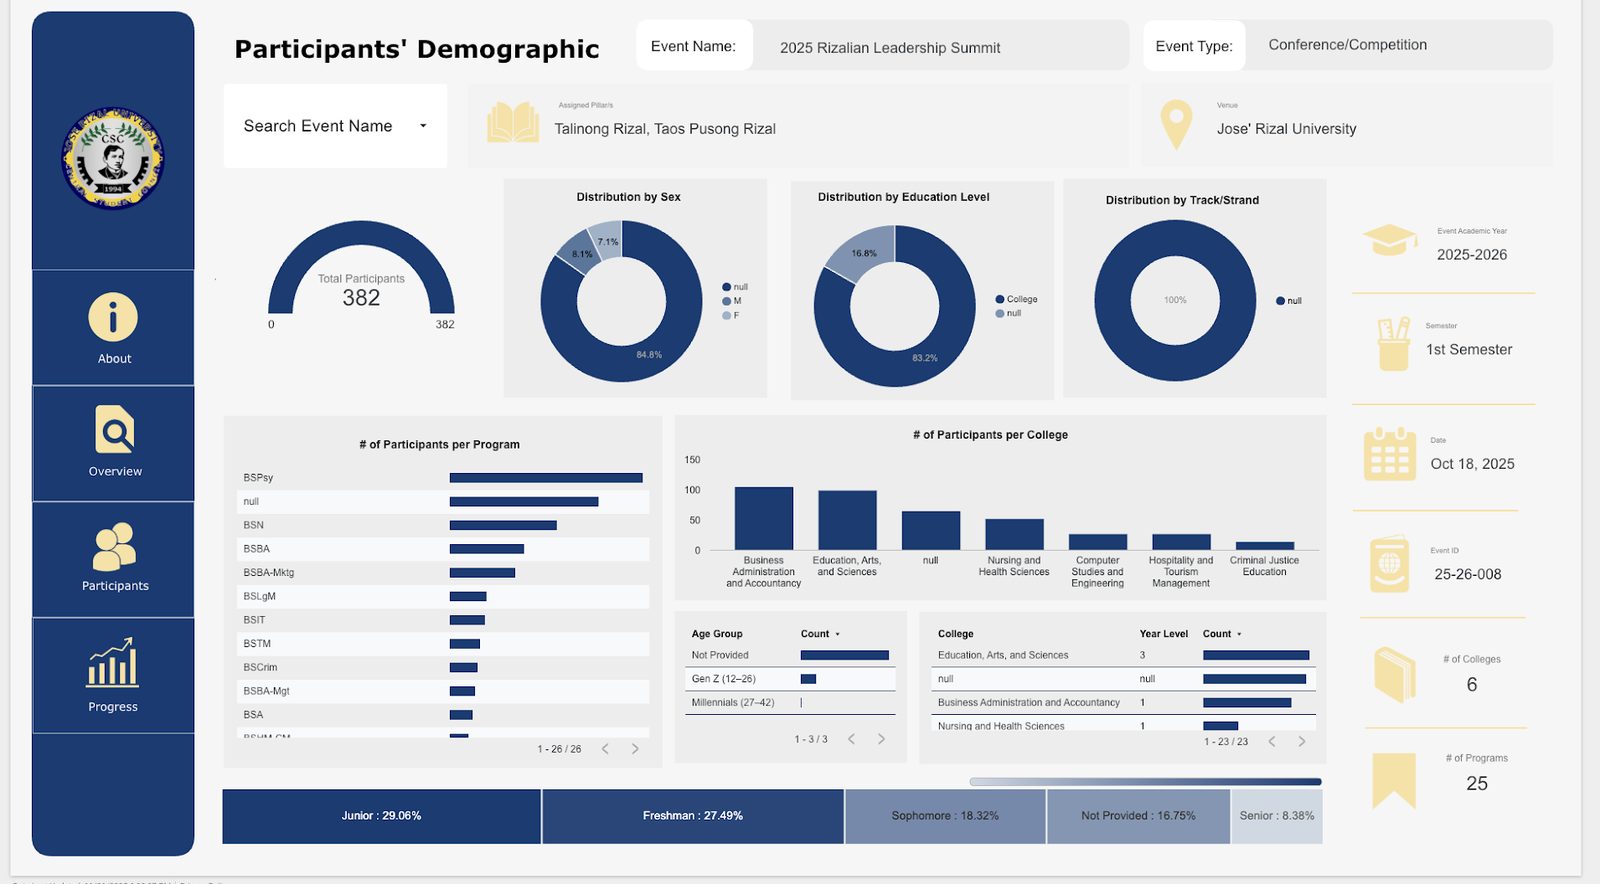 Participants' Demographic
Event Name:
2025 Rizalian Leadership Summit
Event Type:
Conference/Competition
Search Event Name
Assigned Pillar/s
Talinong Rizal, Taos Pusong Rizal
Venue
Jose' Rizal University
CSC
1994
About
Overview
Participants
Progress
Total Participants
382
0
382
Distribution by Sex
7.1%
8.1%
84.8%
null
M
F
Distribution by Education Level
16.8%
83.2%
College
null
Distribution by Track/Strand
100%
null
Event Academic Year
2025-2026
Semester
1st Semester
Date
Oct 18, 2025
Event ID
25-26-008
# of Colleges
6
# of Programs
25
# of Participants per Program
BSPsy
null
BSN
BSBA
BSBA-Mktg
BSLgM
BSIT
BSTM
BSCrim
BSBA-Mgt
BSA
BSHM-CM
1 - 26 / 26
# of Participants per College
150
100
50
0
Business
Administration
and Accountancy
Education, Arts,
and Sciences
null
Nursing and
Health Sciences
Computer
Studies and
Engineering
Hospitality and
Tourism
Management
Criminal Justice
Education
Age Group Count
Not Provided
Gen Z (12–26)
Millennials (27–42)
1 - 3 / 3
College Year Level Count
Education, Arts, and Sciences 3
null null
Business Administration and Accountancy 1
Nursing and Health Sciences 1
1 - 23 / 23
Junior : 29.06%
Freshman : 27.49%
Sophomore : 18.32%
Not Provided : 16.75%
Senior : 8.38%